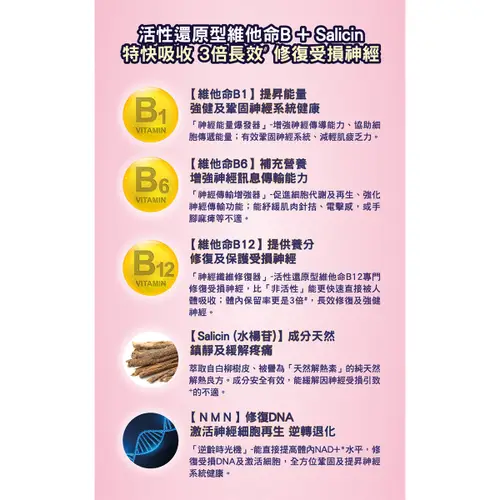 活性還原型維他命B + Salicin
特快吸收 3倍長效# 修復受損神經
B1
VITAMIN
【維他命B1】提昇能量
強健及鞏固神經系統健康
「神經能量爆發器」-增強神經傳導能力、協助細
胞傳遞能量；有效鞏固神經系統、減輕肌疲乏力。
B6
VITAMIN
【維他命B6】補充營養
增強神經訊息傳輸能力
「神經傳輸增強器」-促進細胞代謝及再生、強化
神經傳輸功能；能紓緩肌肉針拮、電擊感，或手
腳麻痺等不適。
B12
VITAMIN
【維他命B12】提供養分
修復及保護受損神經
「神經纖維修復器」-活性還原型維他命B12專門
修復受損神經，比「非活性」能更快速直接被人
體吸收；體內保留率更是3倍#，長效修復及強健
神經。
【Salicin (水楊苷)】成分天然
鎮靜及緩解疼痛
萃取自白柳樹皮、被譽為「天然解熱素」的純天然
解熱良方。成分安全有效，能緩解因神經受損引致
+的不適。
【NMN】修復DNA
激活神經細胞再生 逆轉退化
「逆齡時光機」-能直接提高體內NAD+*水平，修
復受損DNA及激活細胞，全方位鞏固及提昇神經
系統健康。